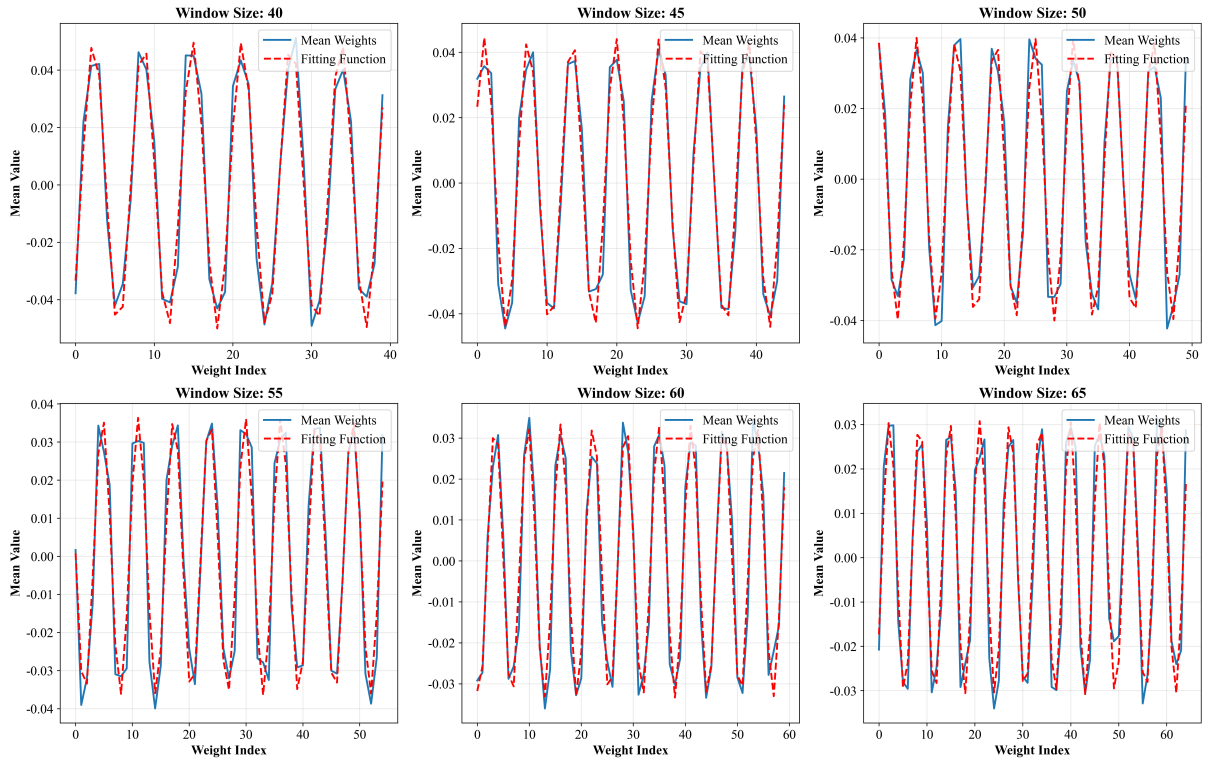 Window Size: 40
Mean Weights
Fitting Function
Mean Value
0.04
0.02
0.00
-0.02
-0.04
0 10 20 30 40
Weight Index
Window Size: 45
Mean Weights
Fitting Function
Mean Value
0.04
0.02
0.00
-0.02
-0.04
0 10 20 30 40
Weight Index
Window Size: 50
Mean Weights
Fitting Function
Mean Value
0.04
0.02
0.00
-0.02
-0.04
0 10 20 30 40 50
Weight Index
Window Size: 55
Mean Weights
Fitting Function
Mean Value
0.04
0.03
0.02
0.01
0.00
-0.01
-0.02
-0.03
-0.04
0 10 20 30 40 50
Weight Index
Window Size: 60
Mean Weights
Fitting Function
Mean Value
0.03
0.02
0.01
0.00
-0.01
-0.02
-0.03
0 10 20 30 40 50 60
Weight Index
Window Size: 65
Mean Weights
Fitting Function
Mean Value
0.03
0.02
0.01
0.00
-0.01
-0.02
-0.03
0 10 20 30 40 50 60
Weight Index